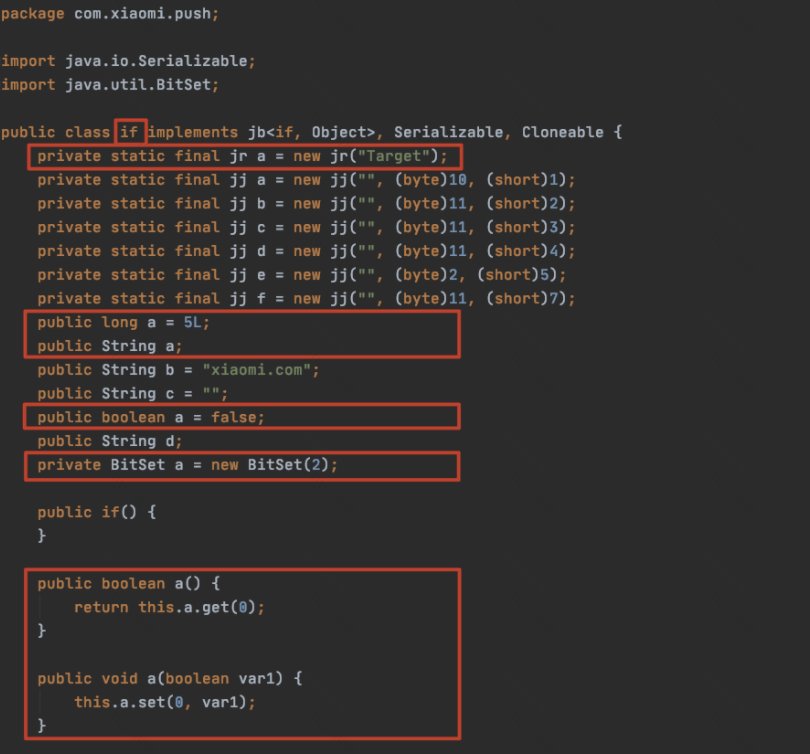 package com.xiaomi.push;
import java.io.Serializable;
import java.util.BitSet;
public class if implements jb<if, Object>, Serializable, Cloneable {
private static final jr a = new jr("Target");
private static final jj a = new jj("", (byte)10, (short)1);
private static final jj b = new jj("", (byte)11, (short)2);
private static final jj c = new jj("", (byte)11, (short)3);
private static final jj d = new jj("", (byte)11, (short)4);
private static final jj e = new jj("", (byte)2, (short)5);
private static final jj f = new jj("", (byte)11, (short)7);
public long a = 5L;
public String a;
public String b = "xiaomi.com";
public String c = "";
public boolean a = false;
public String d;
private BitSet a = new BitSet(2);
public if() {
}
public boolean a() {
return this.a.get(0);
}
public void a(boolean var1) {
this.a.set(0, var1);
}